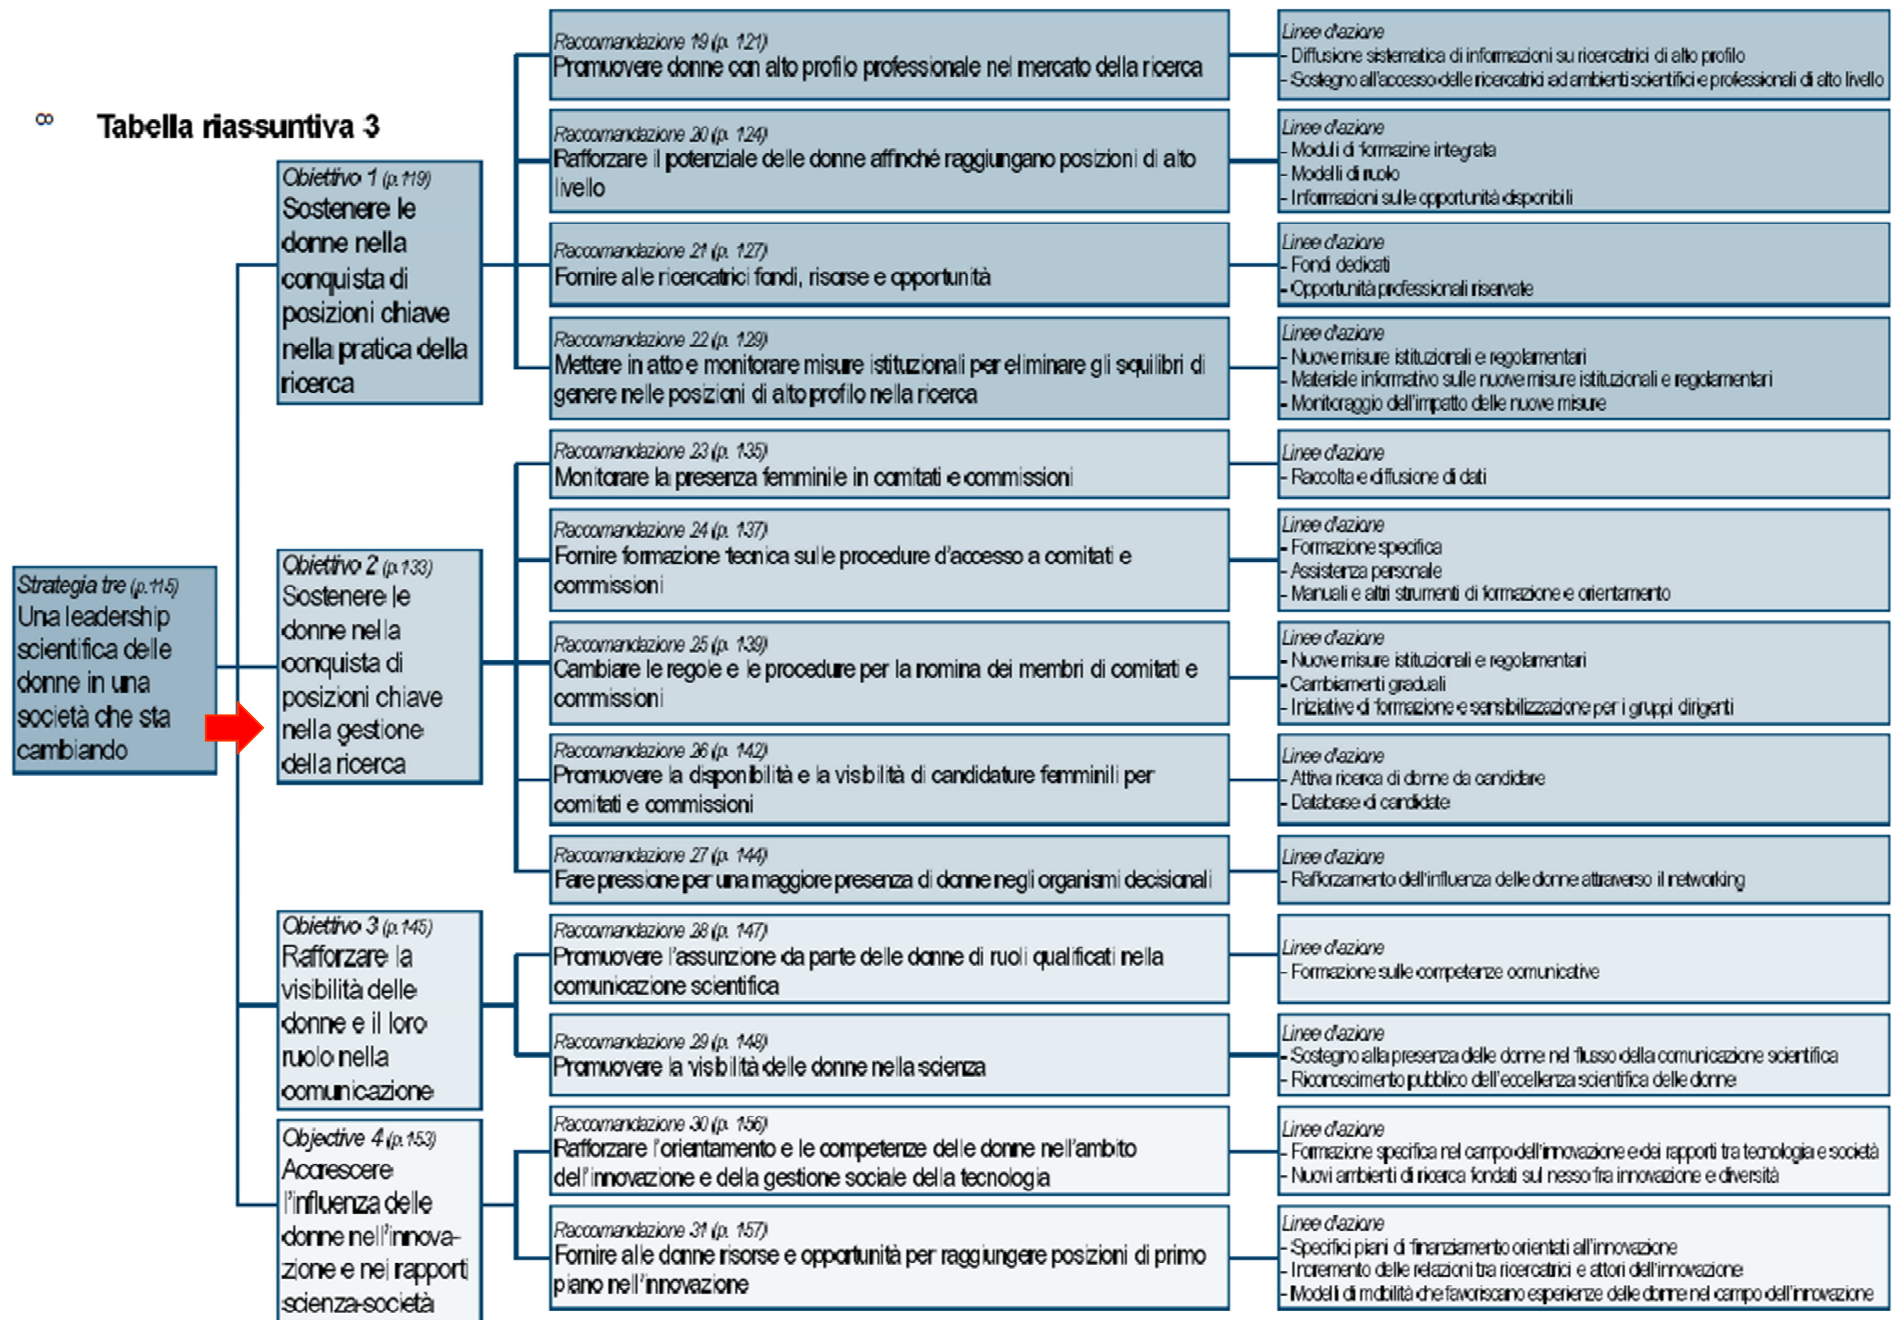 ∞ Tabella riassuntiva 3
Strategia tre (p.115)
Una leadership
scientifica delle
donne in una
società che sta
cambiando
Obiettivo 1 (p.119)
Sostenere le
donne nella
conquista di
posizioni chiave
nella pratica della
ricerca
Raccomandazione 19 (p. 121)
Promuovere donne con alto profilo professionale nel mercato della ricerca
Linee d'azione
- Diffusione sistematica di informazioni su ricercatrici di alto profilo
- Sostegno all'accesso delle ricercatrici ad ambienti scientifici e professionali di alto livello
Raccomandazione 20 (p. 124)
Rafforzare il potenziale delle donne affinché raggiungano posizioni di alto
livello
Linee d'azione
- Moduli di formazine integrata
- Modelli di ruolo
- Informazioni sulle opportunità disponibili
Raccomandazione 21 (p. 127)
Fornire alle ricercatrici fondi, risorse e opportunità
Linee d'azione
- Fondi dedicati
- Opportunità professionali riservate
Raccomandazione 22 (p. 129)
Mettere in atto e monitorare misure istituzionali per eliminare gli squilibri di
genere nelle posizioni di alto profilo nella ricerca
Linee d'azione
- Nuove misure istituzionali e regolamentari
- Materiale informativo sulle nuove misure istituzionali e regolamentari
- Monitoraggio dell'impatto delle nuove misure
Obiettivo 2 (p.133)
Sostenere le
donne nella
conquista di
posizioni chiave
nella gestione
della ricerca
Raccomandazione 23 (p. 135)
Monitorare la presenza femminile in comitati e commissioni
Linee d'azione
- Raccolta e diffusione di dati
Raccomandazione 24 (p. 137)
Fornire formazione tecnica sulle procedure d'accesso a comitati e
commissioni
Linee d'azione
- Formazione specifica
- Assistenza personale
- Manuali e altri strumenti di formazione e orientamento
Raccomandazione 25 (p. 139)
Cambiare le regole e le procedure per la nomina dei membri di comitati e
commissioni
Linee d'azione
- Nuove misure istituzionali e regolamentari
- Cambiamenti graduali
- Iniziative di formazione e sensibilizzazione per i gruppi dirigenti
Raccomandazione 26 (p. 142)
Promuovere la disponibilità e la visibilità di candidature femminili per
comitati e commissioni
Linee d'azione
- Attiva ricerca di donne da candidare
- Database di candidate
Raccomandazione 27 (p. 144)
Fare pressione per una maggiore presenza di donne negli organismi decisionali
Linee d'azione
- Rafforzamento dell'influenza delle donne attraverso il networking
Obiettivo 3 (p.145)
Rafforzare la
visibilità delle
donne e il loro
ruolo nella
comunicazione
Raccomandazione 28 (p. 147)
Promuovere l'assunzione da parte delle donne di ruoli qualificati nella
comunicazione scientifica
Linee d'azione
- Formazione sulle competenze comunicative
Raccomandazione 29 (p. 148)
Promuovere la visibilità delle donne nella scienza
Linee d'azione
- Sostegno alla presenza delle donne nel flusso della comunicazione scientifica
- Riconoscimento pubblico dell'eccellenza scientifica delle donne
Objective 4 (p.153)
Accrescere
l'influenza delle
donne nell'innova-
zione e nei rapporti
scienza-società
Raccomandazione 30 (p. 156)
Rafforzare l'orientamento e le competenze delle donne nell'ambito
dell'innovazione e della gestione sociale della tecnologia
Linee d'azione
- Formazione specifica nel campo dell'innovazione e dei rapporti tra tecnologia e società
- Nuovi ambienti di ricerca fondati sul nesso fra innovazione e diversità
Raccomandazione 31 (p. 157)
Fornire alle donne risorse e opportunità per raggiungere posizioni di primo
piano nell'innovazione
Linee d'azione
- Specifici piani di finanziamento orientati all'innovazione
- Incremento delle relazioni tra ricercatrici e attori dell'innovazione
- Modelli di mobilità che favoriscano esperienze delle donne nel campo dell'innovazione